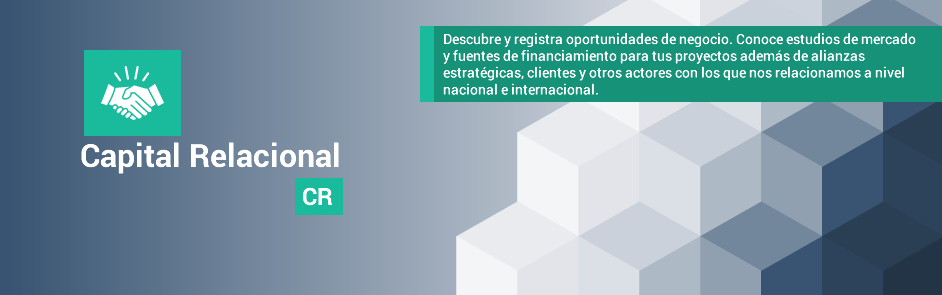 Descubre y registra oportunidades de negocio. Conoce estudios de mercado
y fuentes de financiamiento para tus proyectos además de alianzas
estratégicas, clientes y otros actores con los que nos relacionamos a nivel
nacional e internacional.
Capital Relacional
CR